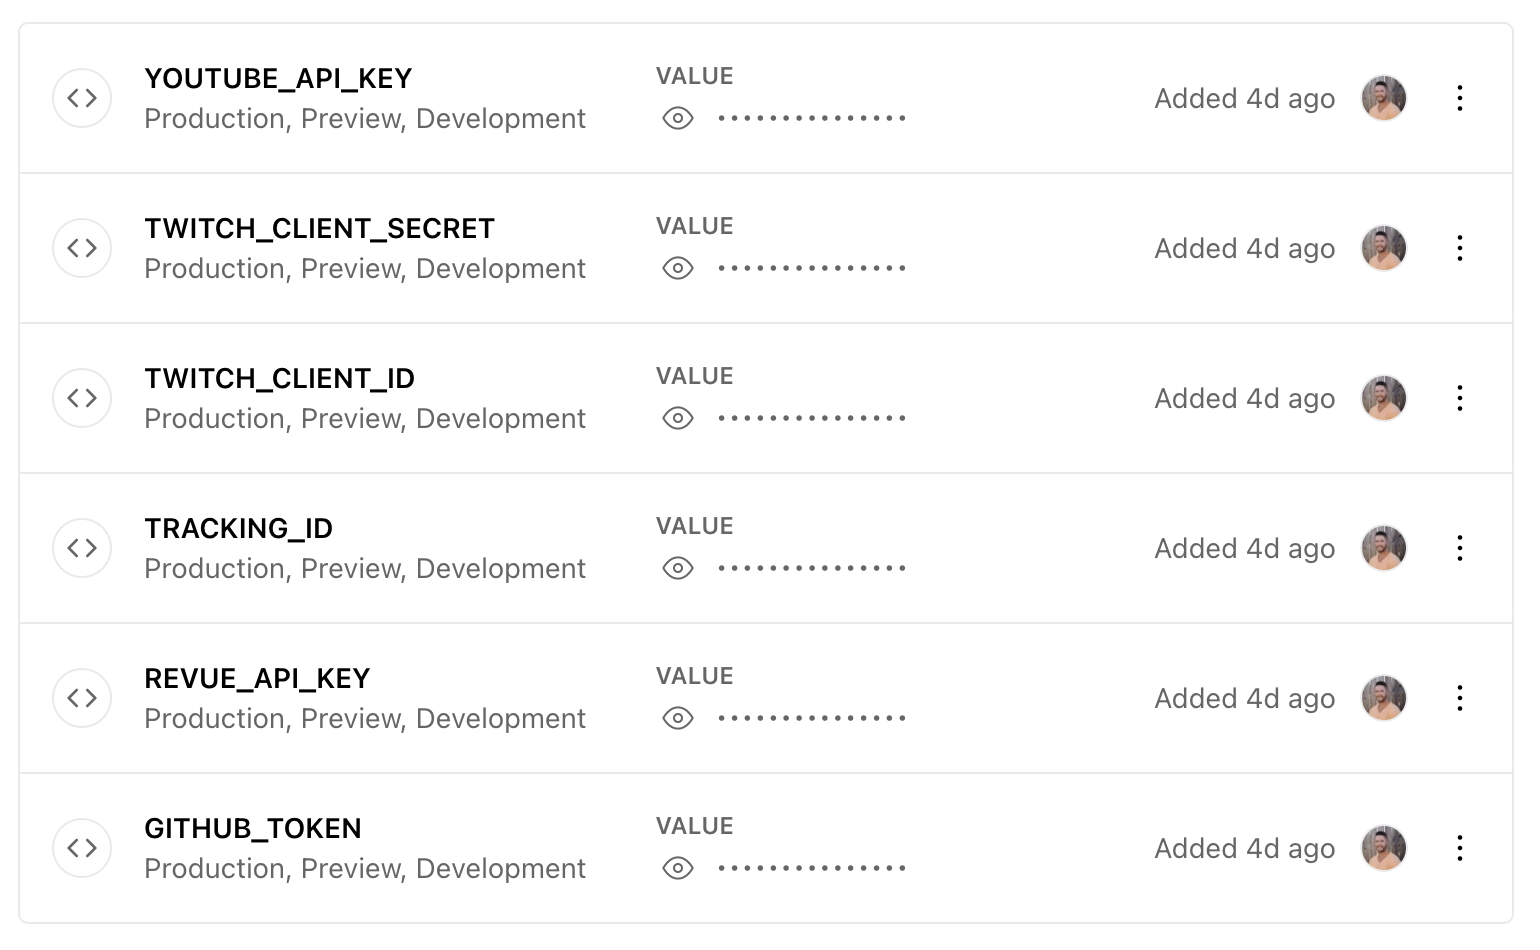 YOUTUBE_API_KEY
Production, Preview, Development
VALUE
Added 4d ago
TWITCH_CLIENT_SECRET
Production, Preview, Development
VALUE
Added 4d ago
TWITCH_CLIENT_ID
Production, Preview, Development
VALUE
Added 4d ago
TRACKING_ID
Production, Preview, Development
VALUE
Added 4d ago
REVUE_API_KEY
Production, Preview, Development
VALUE
Added 4d ago
GITHUB_TOKEN
Production, Preview, Development
VALUE
Added 4d ago